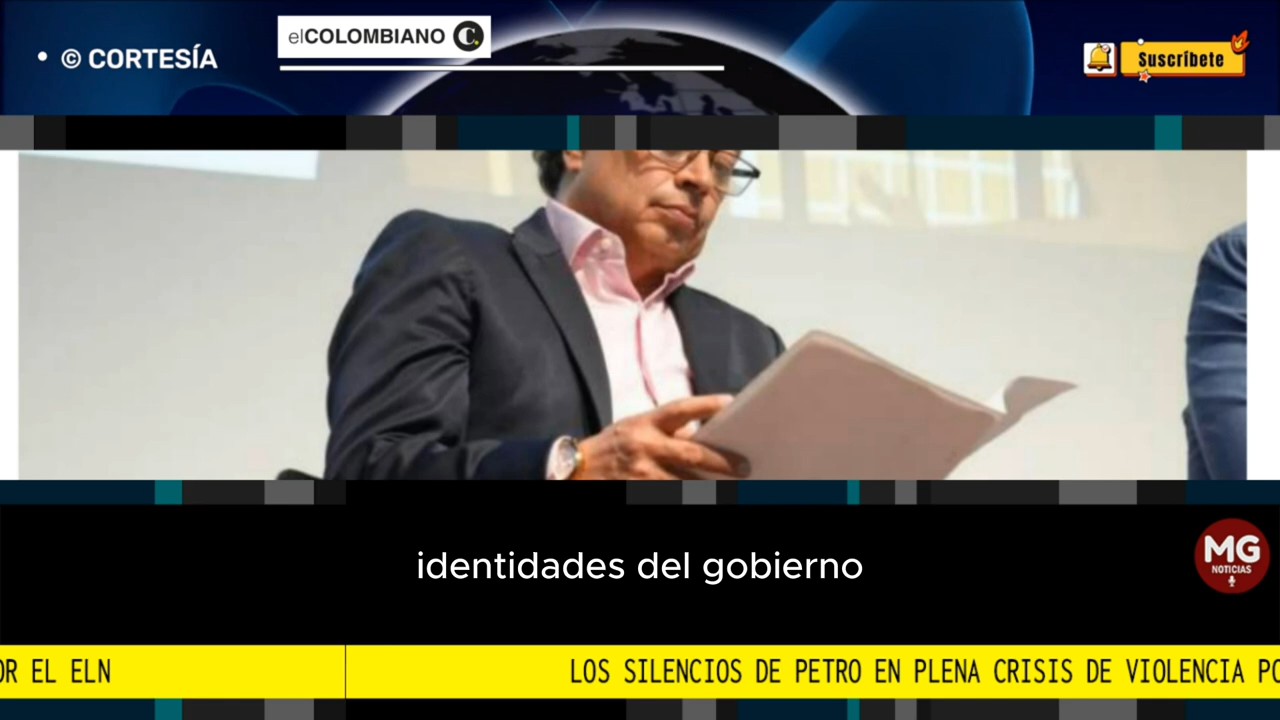 elCOLOMBIANO C
• © CORTESÍA
Suscríbete
identidades del gobierno
MG
NOTICIAS
OR EL ELN
LOS SILENCIOS DE PETRO EN PLENA CRISIS DE VIOLENCIA PO